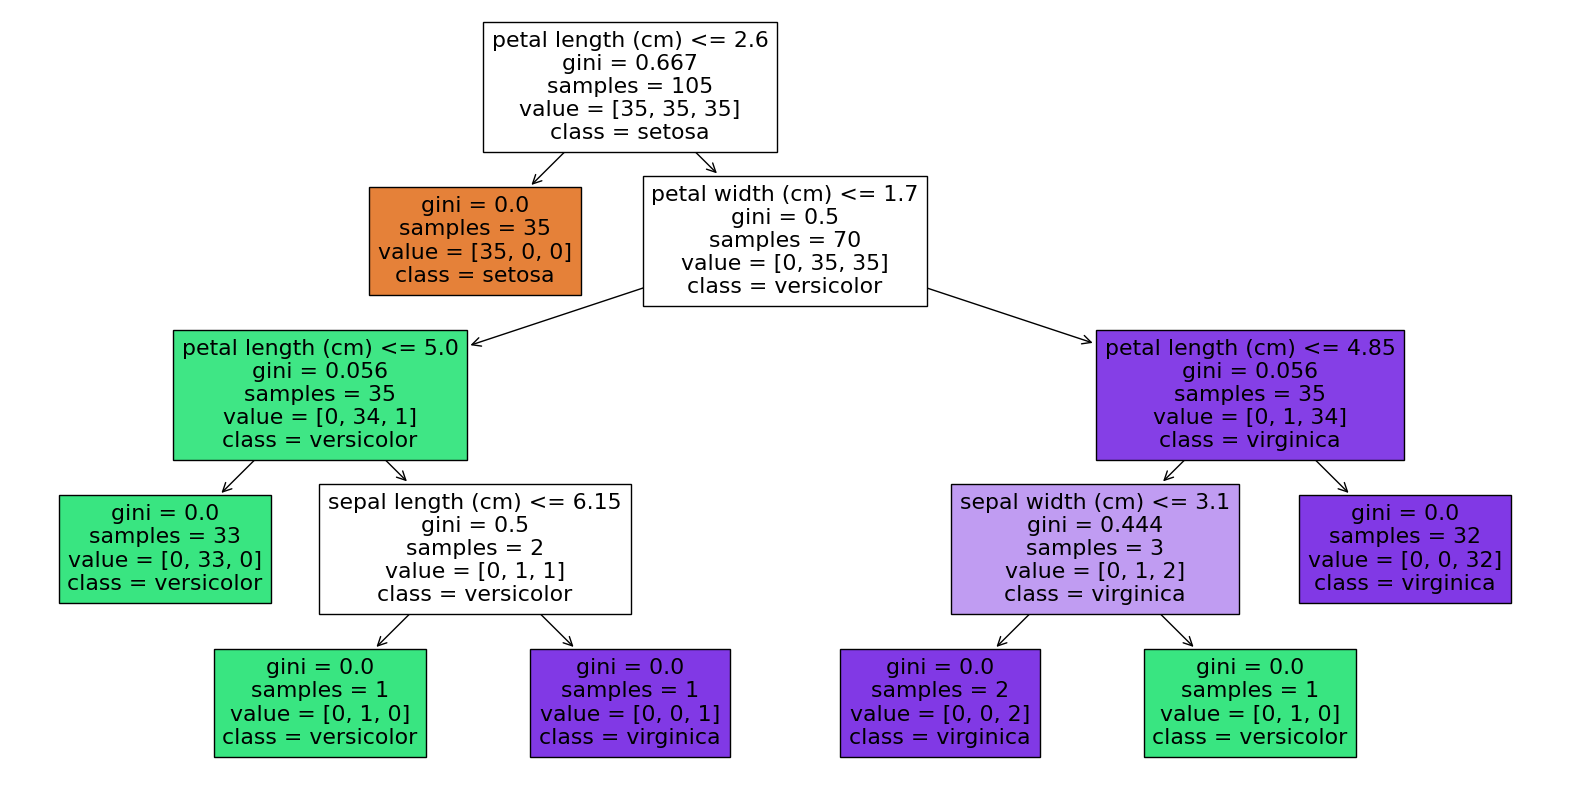 petal length (cm) <= 2.6
gini = 0.667
samples = 105
value = [35, 35, 35]
class = setosa
gini = 0.0
samples = 35
value = [35, 0, 0]
class = setosa
petal width (cm) <= 1.7
gini = 0.5
samples = 70
value = [0, 35, 35]
class = versicolor
petal length (cm) <= 5.0
gini = 0.056
samples = 35
value = [0, 34, 1]
class = versicolor
petal length (cm) <= 4.85
gini = 0.056
samples = 35
value = [0, 1, 34]
class = virginica
gini = 0.0
samples = 33
value = [0, 33, 0]
class = versicolor
sepal length (cm) <= 6.15
gini = 0.5
samples = 2
value = [0, 1, 1]
class = versicolor
sepal width (cm) <= 3.1
gini = 0.444
samples = 3
value = [0, 1, 2]
class = virginica
gini = 0.0
samples = 32
value = [0, 0, 32]
class = virginica
gini = 0.0
samples = 1
value = [0, 1, 0]
class = versicolor
gini = 0.0
samples = 1
value = [0, 0, 1]
class = virginica
gini = 0.0
samples = 2
value = [0, 0, 2]
class = virginica
gini = 0.0
samples = 1
value = [0, 1, 0]
class = versicolor